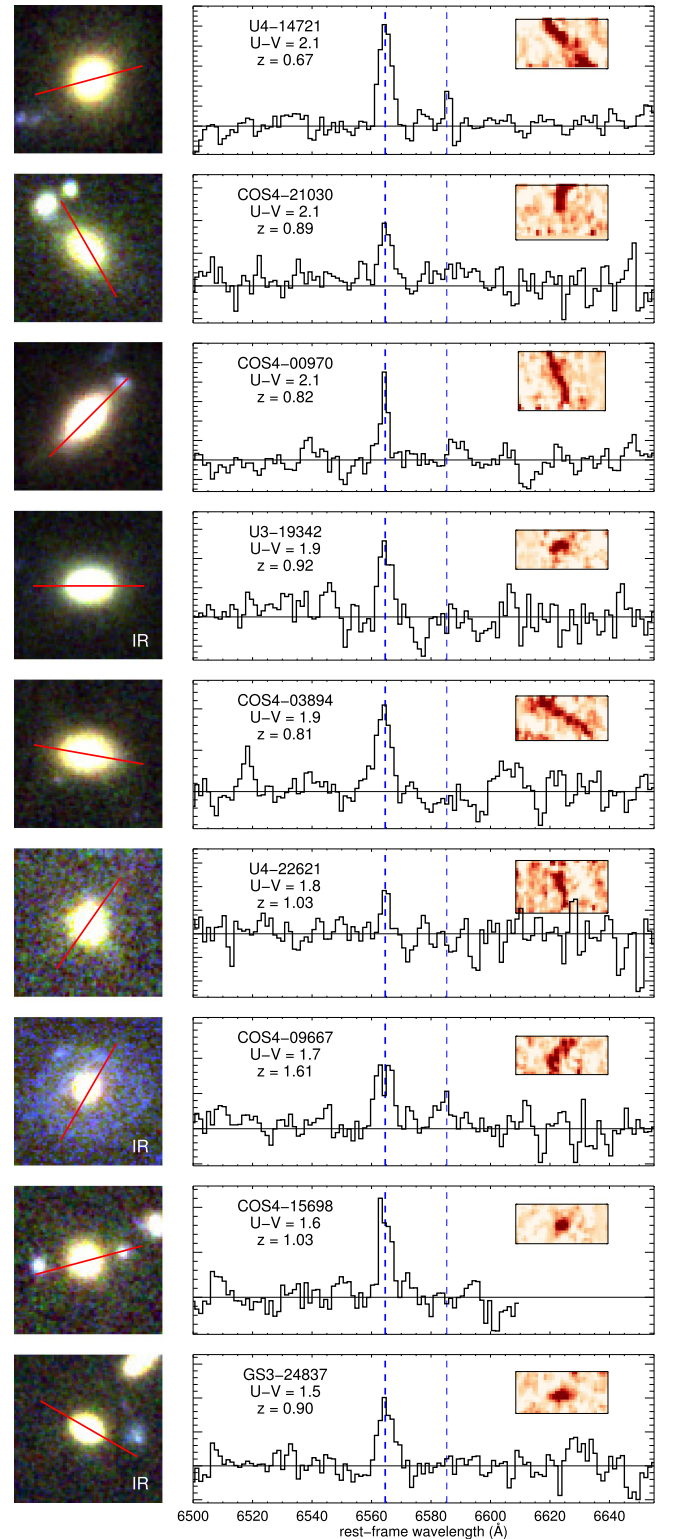 U4−14721
U−V = 2.1
z = 0.67
COS4−21030
U−V = 2.1
z = 0.89
COS4−00970
U−V = 2.1
z = 0.82
U3−19342
U−V = 1.9
z = 0.92
IR
COS4−03894
U−V = 1.9
z = 0.81
U4−22621
U−V = 1.8
z = 1.03
COS4−09667
U−V = 1.7
z = 1.61
IR
COS4−15698
U−V = 1.6
z = 1.03
GS3−24837
U−V = 1.5
z = 0.90
IR
6500 6520 6540 6560 6580 6600 6620 6640
rest−frame wavelength (Å)